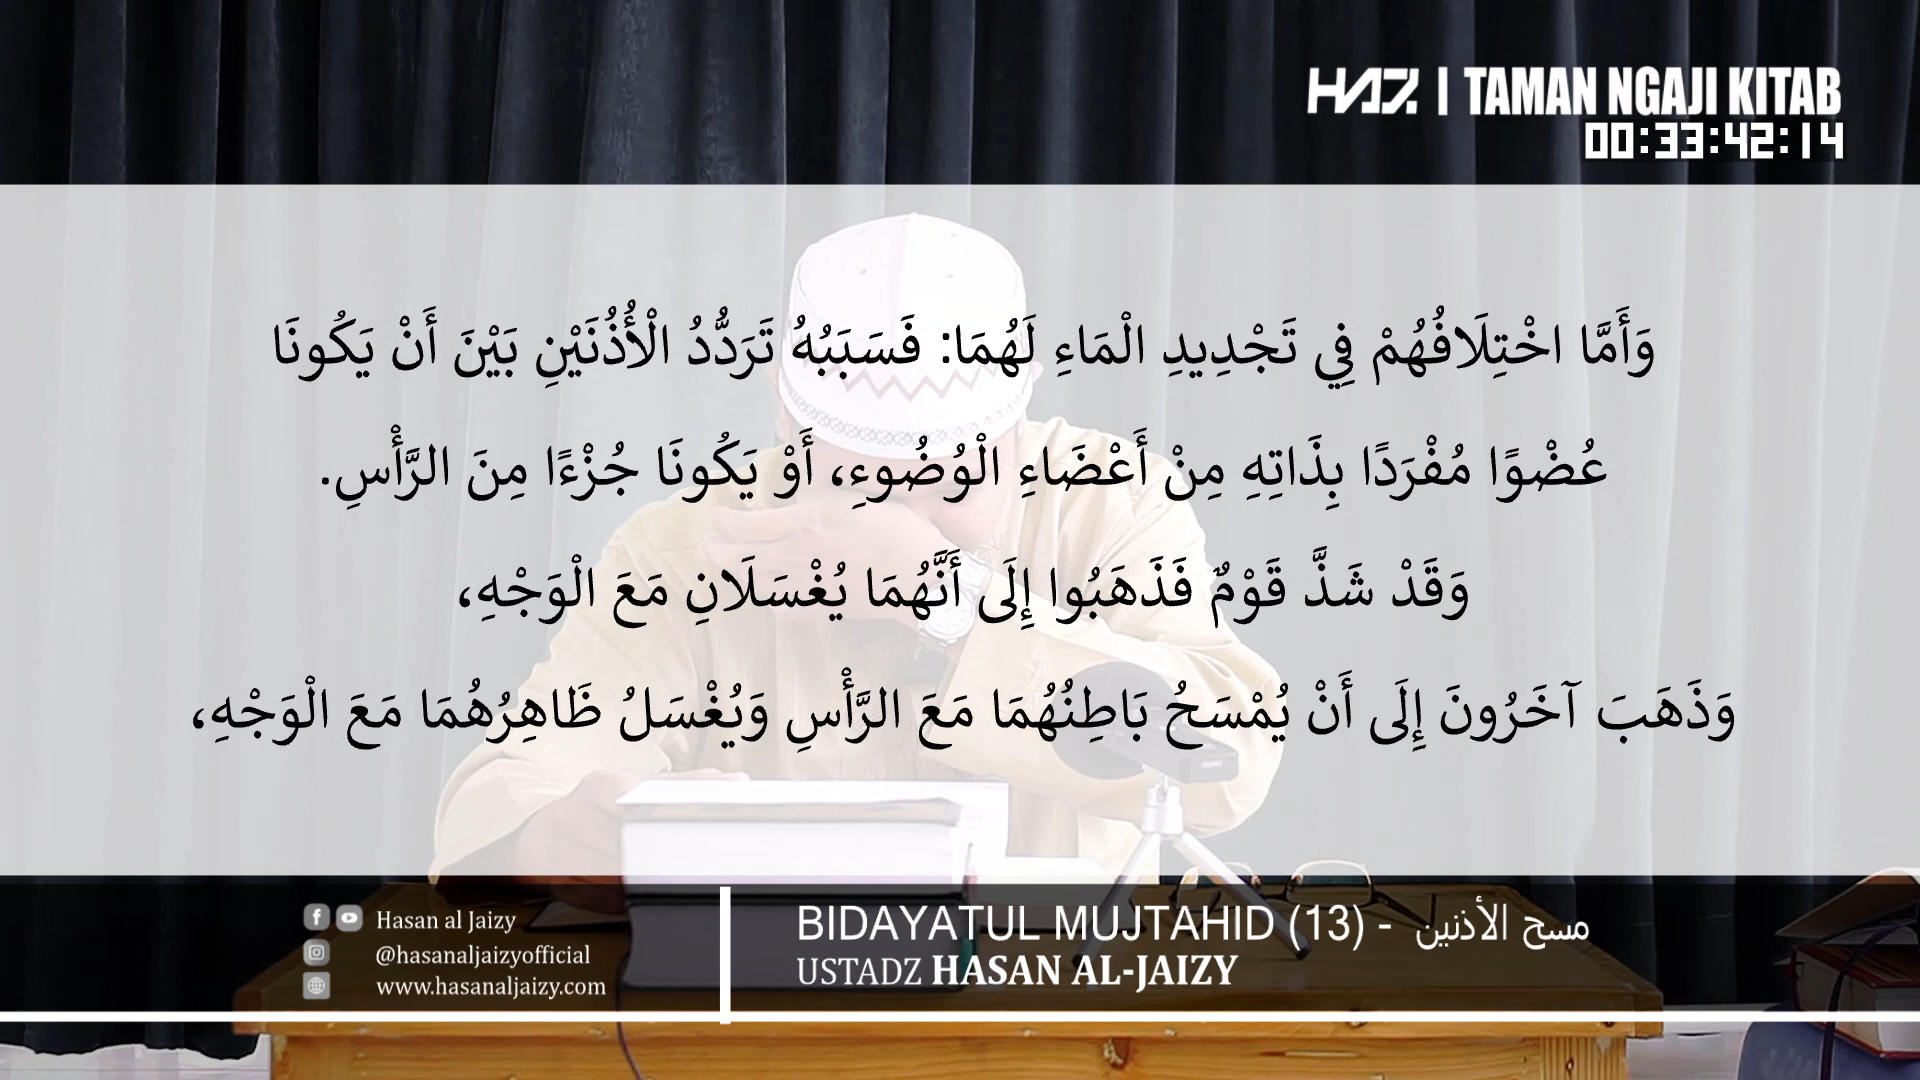 HAJZ. | TAMAN NGAJI KITAB
00:33:42:14
وَأَمَّا اخْتِلَافُهُمْ فِي تَجْدِيدِ الْمَاءِ لَهُمَا: فَسَبَبُهُ تَرَدُّدُ الْأُذُنَيْنِ بَيْنَ أَنْ يَكُونَا
عُضْوًا مُفْرَدًا بِذَاتِهِ مِنْ أَعْضَاءِ الْوُضُوءِ، أَوْ يَكُونَا جُزْءًا مِنَ الرَّأْسِ.
وَقَدْ شَذَّ قَوْمٌ فَذَهَبُوا إِلَى أَنَّهُمَا يُغْسَلَانِ مَعَ الْوَجْهِ،
وَذَهَبَ آخَرُونَ إِلَى أَنْ يُمْسَحُ بَاطِنُهُمَا مَعَ الرَّأْسِ وَيُغْسَلُ ظَاهِرُهُمَا مَعَ الْوَجْهِ،
Hasan al Jaizy
@hasanaljaizyofficial
www.hasanaljaizy.com
BIDAYATUL MUJTAHID (13) - مسح الأذنين
USTADZ HASAN AL-JAIZY